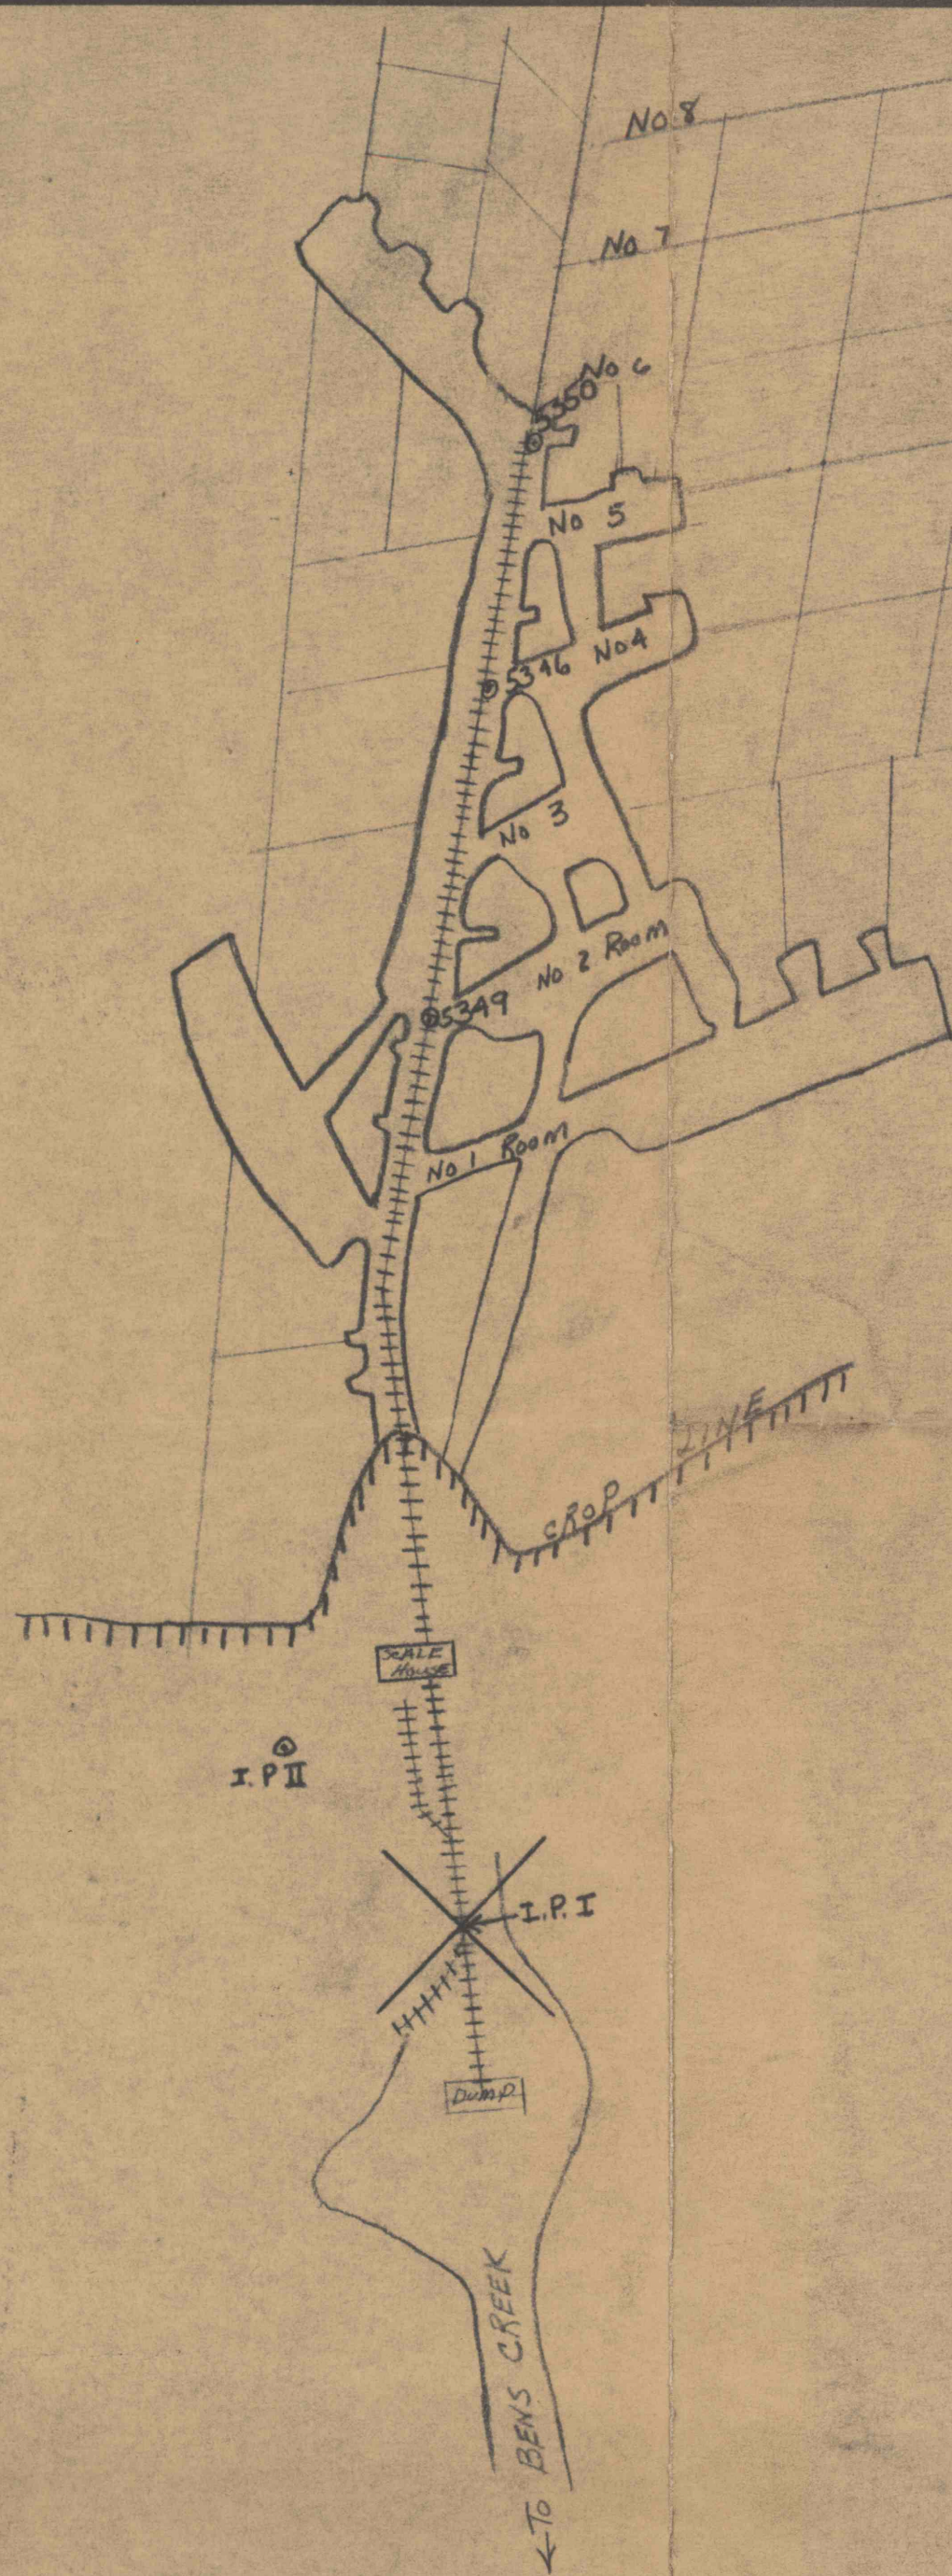 No 8
No 7
No 6
5350
No 5
No 4
5346
No 3
No 2 Room
5349
No 1 Room
CROP LINE
SCALE
HOUSE
I.P II
I.P. I
DUMP
← To BENS CREEK